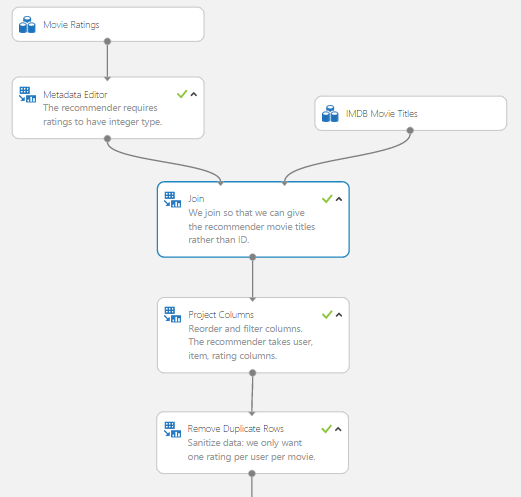 Movie Ratings
Metadata Editor
The recommender requires
ratings to have integer type.
IMDB Movie Titles
Join
We join so that we can give
the recommender movie titles
rather than ID.
Project Columns
Reorder and filter columns.
The recommender takes user,
item, rating columns.
Remove Duplicate Rows
Sanitize data: we only want
one rating per user per movie.